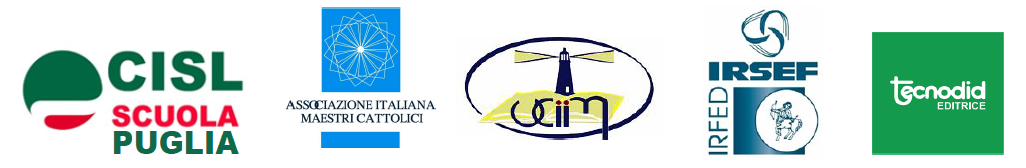 CISL
SCUOLA
PUGLIA
ASSOCIAZIONE ITALIANA
MAESTRI CATTOLICI
UCIIM
IRSEF
IRFED
tecnodid
EDITRICE